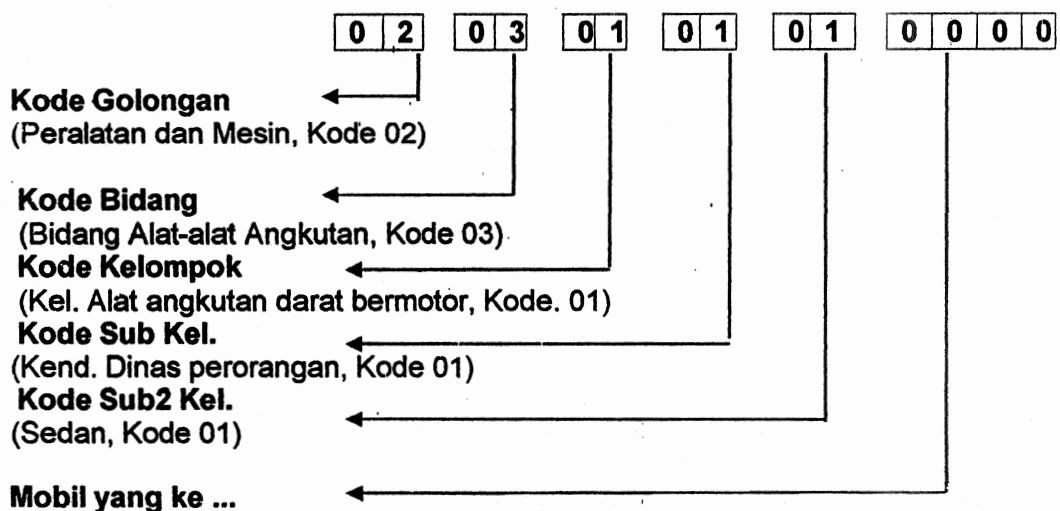 0 2 0 3 0 1 0 1 0 1 0 0 0 0
Kode Golongan
(Peralatan dan Mesin, Kode 02)
Kode Bidang
(Bidang Alat-alat Angkutan, Kode 03)
Kode Kelompok
(Kel. Alat angkutan darat bermotor, Kode. 01)
Kode Sub Kel.
(Kend. Dinas perorangan, Kode 01)
Kode Sub2 Kel.
(Sedan, Kode 01)
Mobil yang ke ...